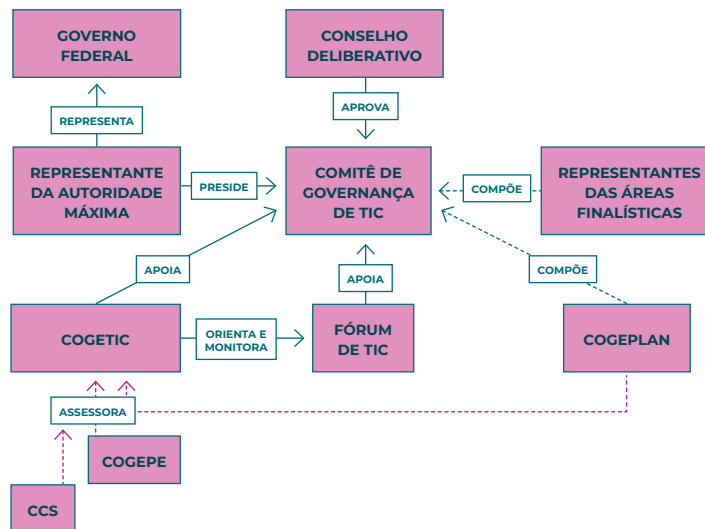 GOVERNO
FEDERAL
CONSELHO
DELIBERATIVO
REPRESENTA
APROVA
REPRESENTANTE
DA AUTORIDADE
MÁXIMA
PRESIDE
COMITÊ DE
GOVERNANÇA
DE TIC
COMPÕE
REPRESENTANTES
DAS ÁREAS
FINALÍSTICAS
APOIA
APOIA
COMPÕE
COGETIC
ORIENTA E
MONITORA
FÓRUM
DE TIC
COGEPLAN
ASSESSORA
COGEPE
CCS